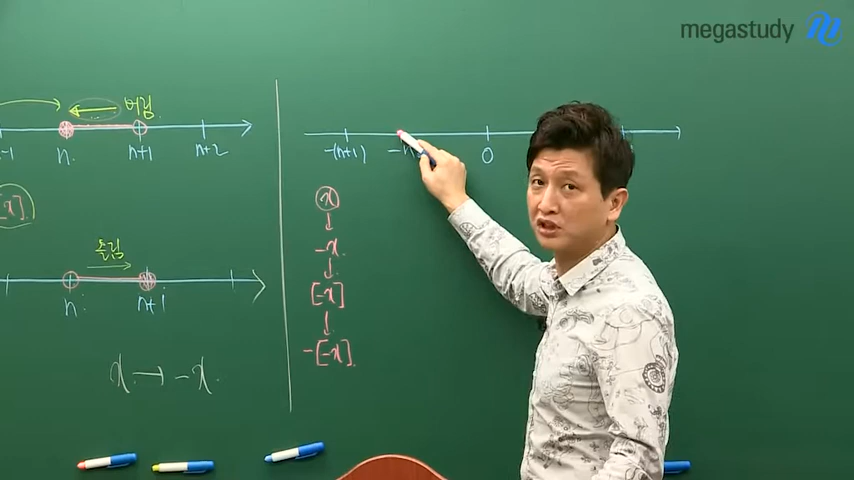 megastudy
버림
-1 n n+1 n+2
[x]
올림
n n+1
x → -x
-(n+1) -n 0
x
↓
-x
↓
[-x]
↓
-[-x]